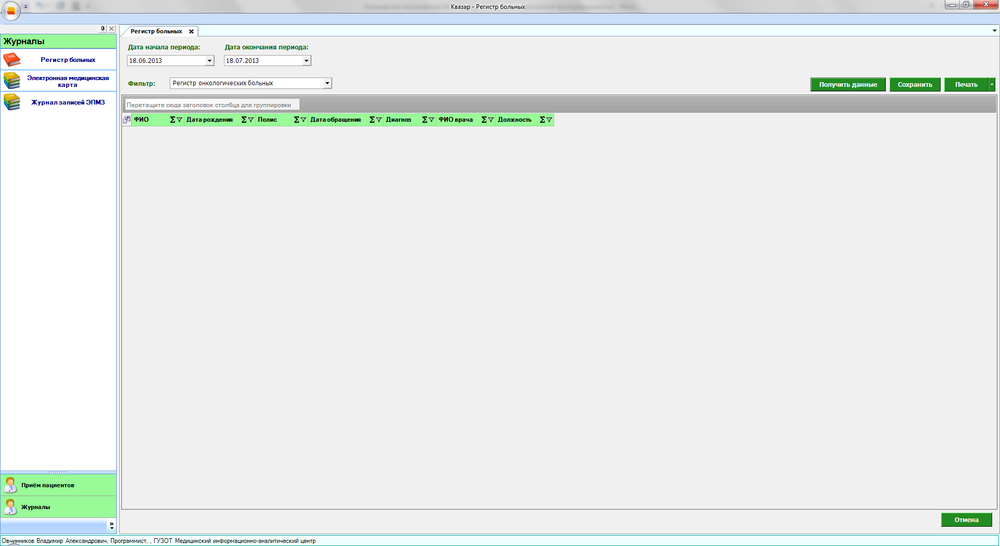 Квазар - Регистр больных
Журналы
Регистр больных
Электронная медицинская
карта
Журнал записей ЭПМЗ
Приём пациентов
Журналы
Регистр больных
Дата начала периода: Дата окончания периода:
18.06.2013 18.07.2013
Фильтр: Регистр онкологических больных
Получить данные Сохранить Печать
Перетащите сюда заголовок столбца для группировки
ФИО Дата рождения Полис Дата обращения Диагноз ФИО врача Должность
Отмена
Овчинников Владимир Александрович, Программист, , ГУЗОТ Медицинский информационно-аналитический центр